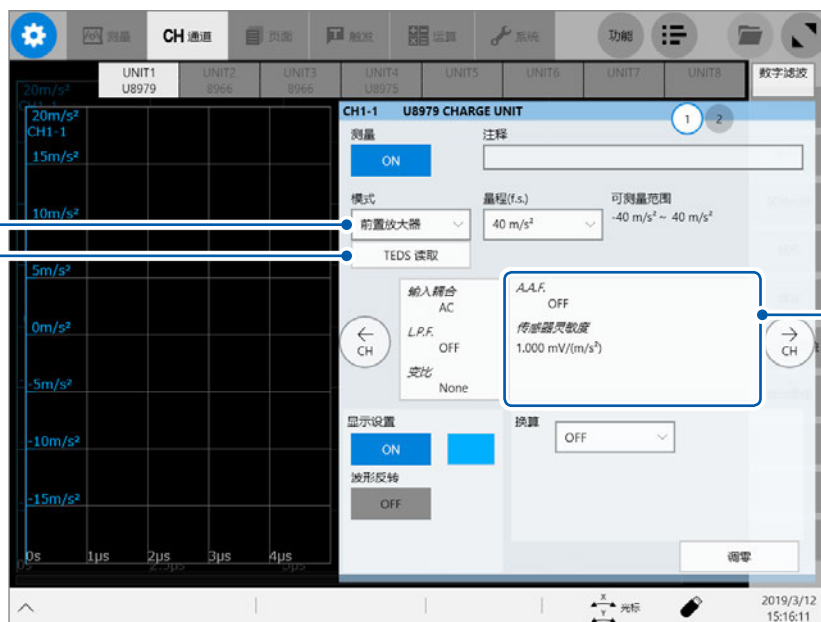 测量 CH 通道 页面 触发 运算 系统 功能
UNIT1 UNIT2 UNIT3 UNIT4 UNIT5 UNIT6 UNIT7 UNIT8 数字滤波
U8979 8966 8966 U8975
20m/s²
20m/s²
CH1-1
15m/s²
10m/s²
5m/s²
0m/s²
-5m/s²
-10m/s²
-15m/s²
0s 1μs 2μs 3μs 4μs
CH1-1 U8979 CHARGE UNIT 1 2
测量 注释
ON
模式 量程(f.s.) 可测量范围
前置放大器 40 m/s² -40 m/s² ~ 40 m/s²
TEDS 读取
输入耦合
AC
L.P.F.
OFF
变比
None
A.A.F.
OFF
传感器灵敏度
1.000 mV/(m/s²)
CH
CH
显示设置 换算
ON OFF
波形反转
OFF
调零
X
Y 光标
2019/3/12
15:16:11